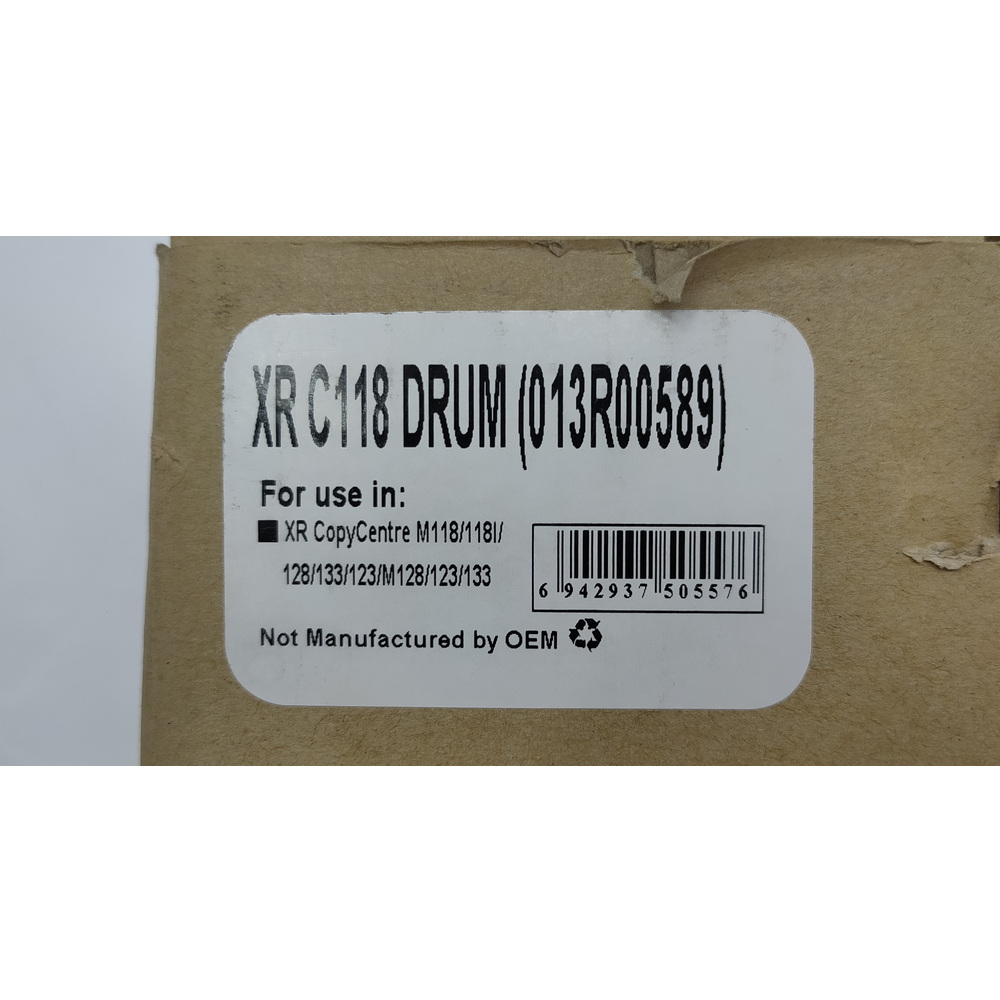 XR C118 DRUM (013R00589)
For use in:
XR CopyCentre M118/118I/
128/133/123/M128/123/133
6 942937 505576
Not Manufactured by OEM